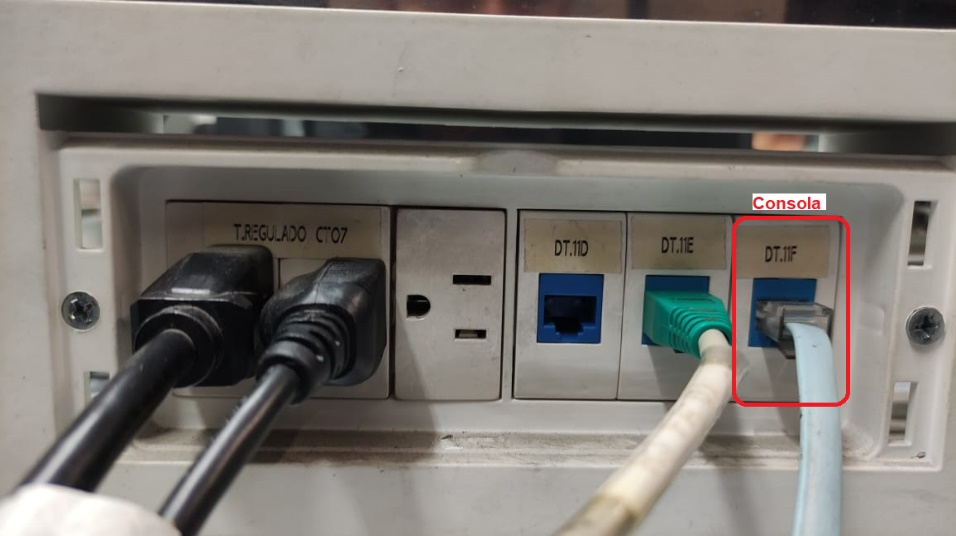 Consola
T.REGULADO CT07
DT.11D
DT.11E
DT.11F